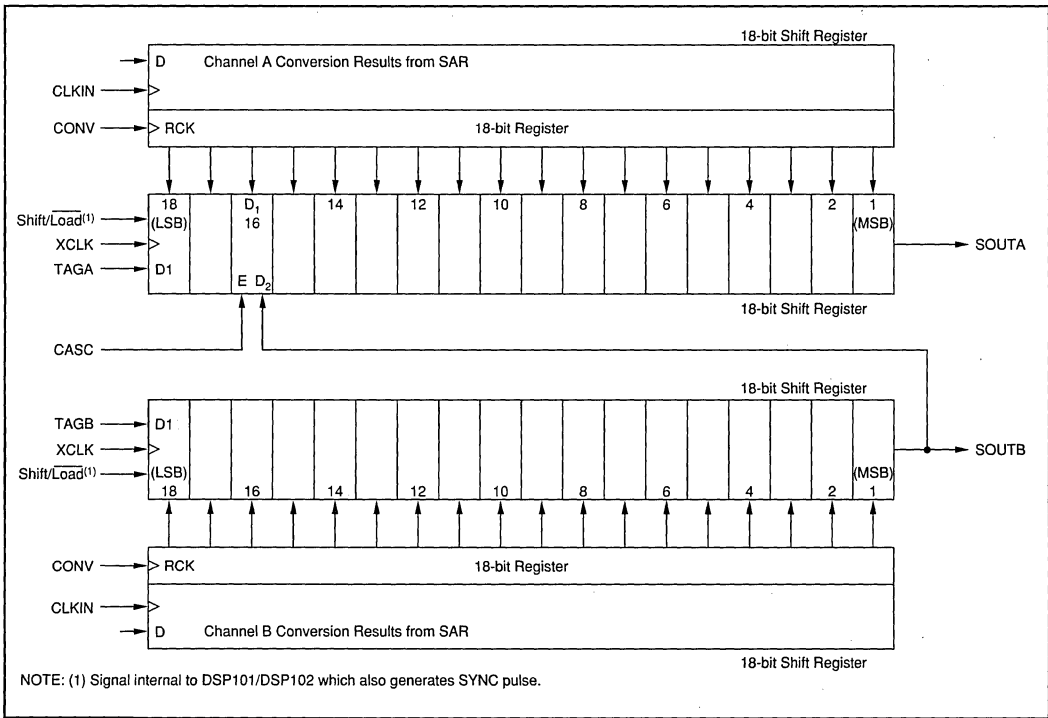 18-bit Shift Register
D Channel A Conversion Results from SAR
CLKIN
CONV RCK 18-bit Register
18 D1 14 12 10 8 6 4 2 1
Shift/Load(1) (LSB) 16 (MSB)
XCLK SOUTA
TAGA D1
E D2
18-bit Shift Register
CASC
18-bit Shift Register
TAGB D1
XCLK SOUTB
Shift/Load(1) (LSB) (MSB)
18 16 14 12 10 8 6 4 2 1
CONV RCK 18-bit Register
CLKIN
D Channel B Conversion Results from SAR
18-bit Shift Register
NOTE: (1) Signal internal to DSP101/DSP102 which also generates SYNC pulse.